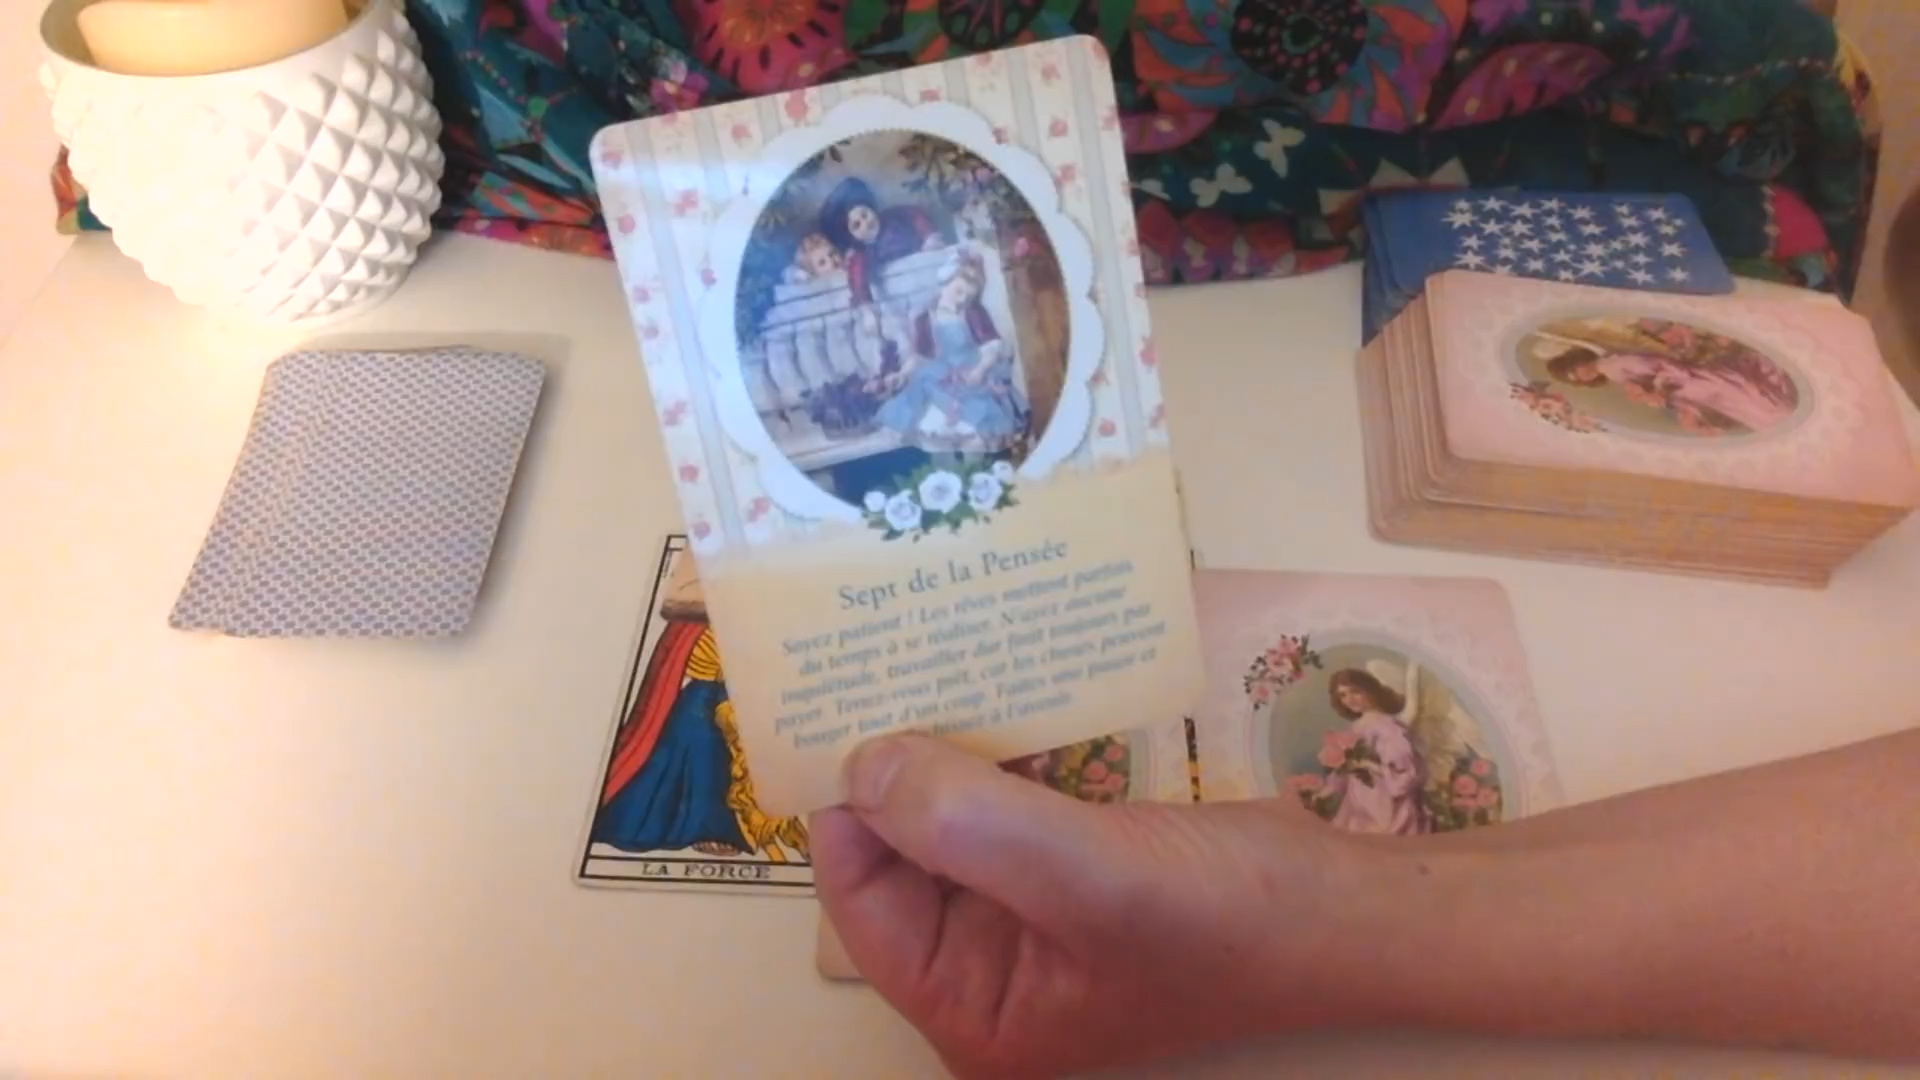 Sept de la Pensée
Soyez patient ! Les rêves mettent parfois
du temps à se réaliser. N'ayez aucune
inquiétude, travailler dur finit toujours par
payer. Tenez-vous prêt, car les choses peuvent
bouger tout d'un coup. Faites une pause et
à l'avenir.
LA FORCE